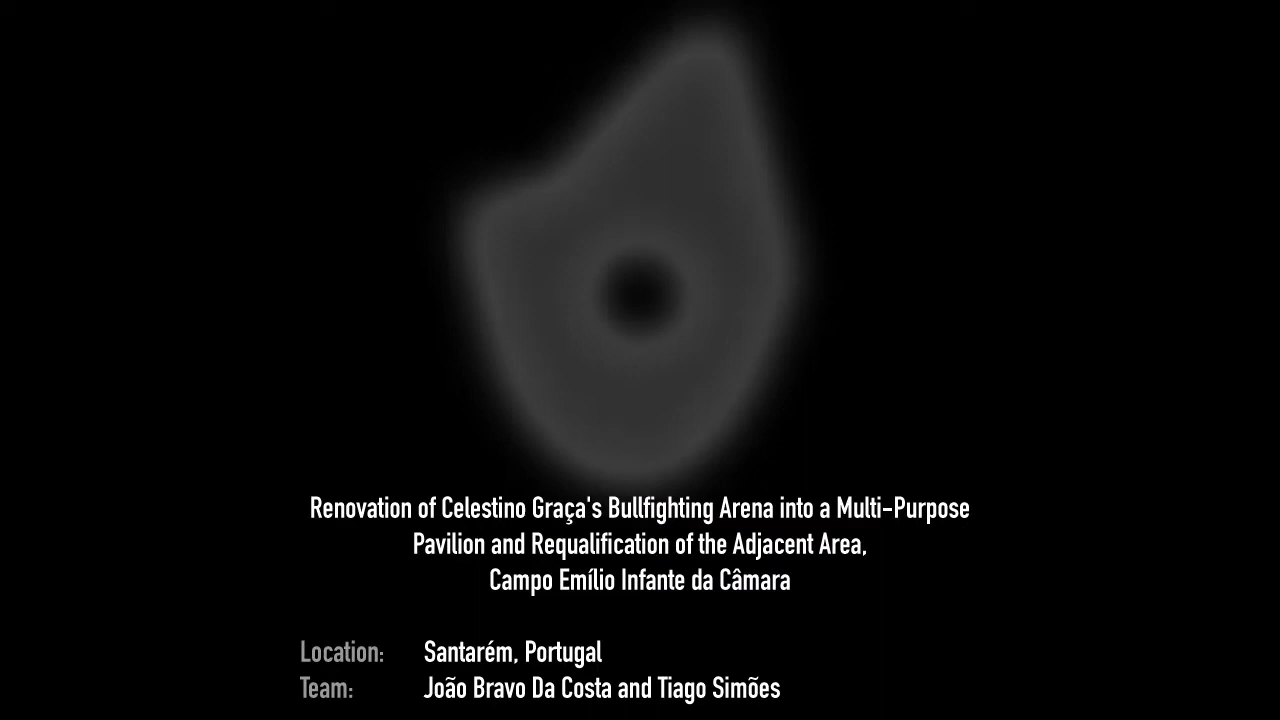 Renovation of Celestino Graça's Bullfighting Arena into a Multi-Purpose
Pavilion and Requalification of the Adjacent Area,
Campo Emílio Infante da Câmara
Location: Santarém, Portugal
Team: João Bravo Da Costa and Tiago Simões